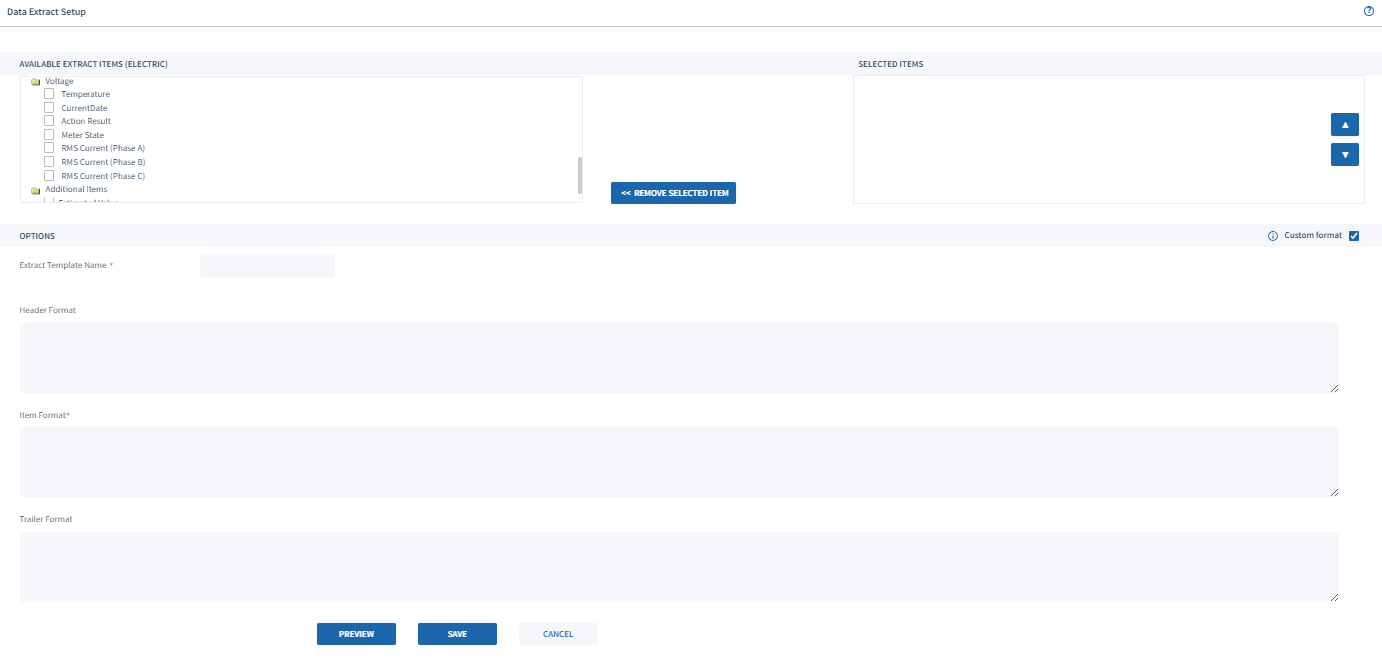 Data Extract Setup
AVAILABLE EXTRACT ITEMS (ELECTRIC)
SELECTED ITEMS
Voltage
Temperature
CurrentDate
Action Result
Meter State
RMS Current (Phase A)
RMS Current (Phase B)
RMS Current (Phase C)
Additional Items
<< REMOVE SELECTED ITEM
OPTIONS
Custom format
Extract Template Name *
Header Format
Item Format*
Trailer Format
PREVIEW
SAVE
CANCEL